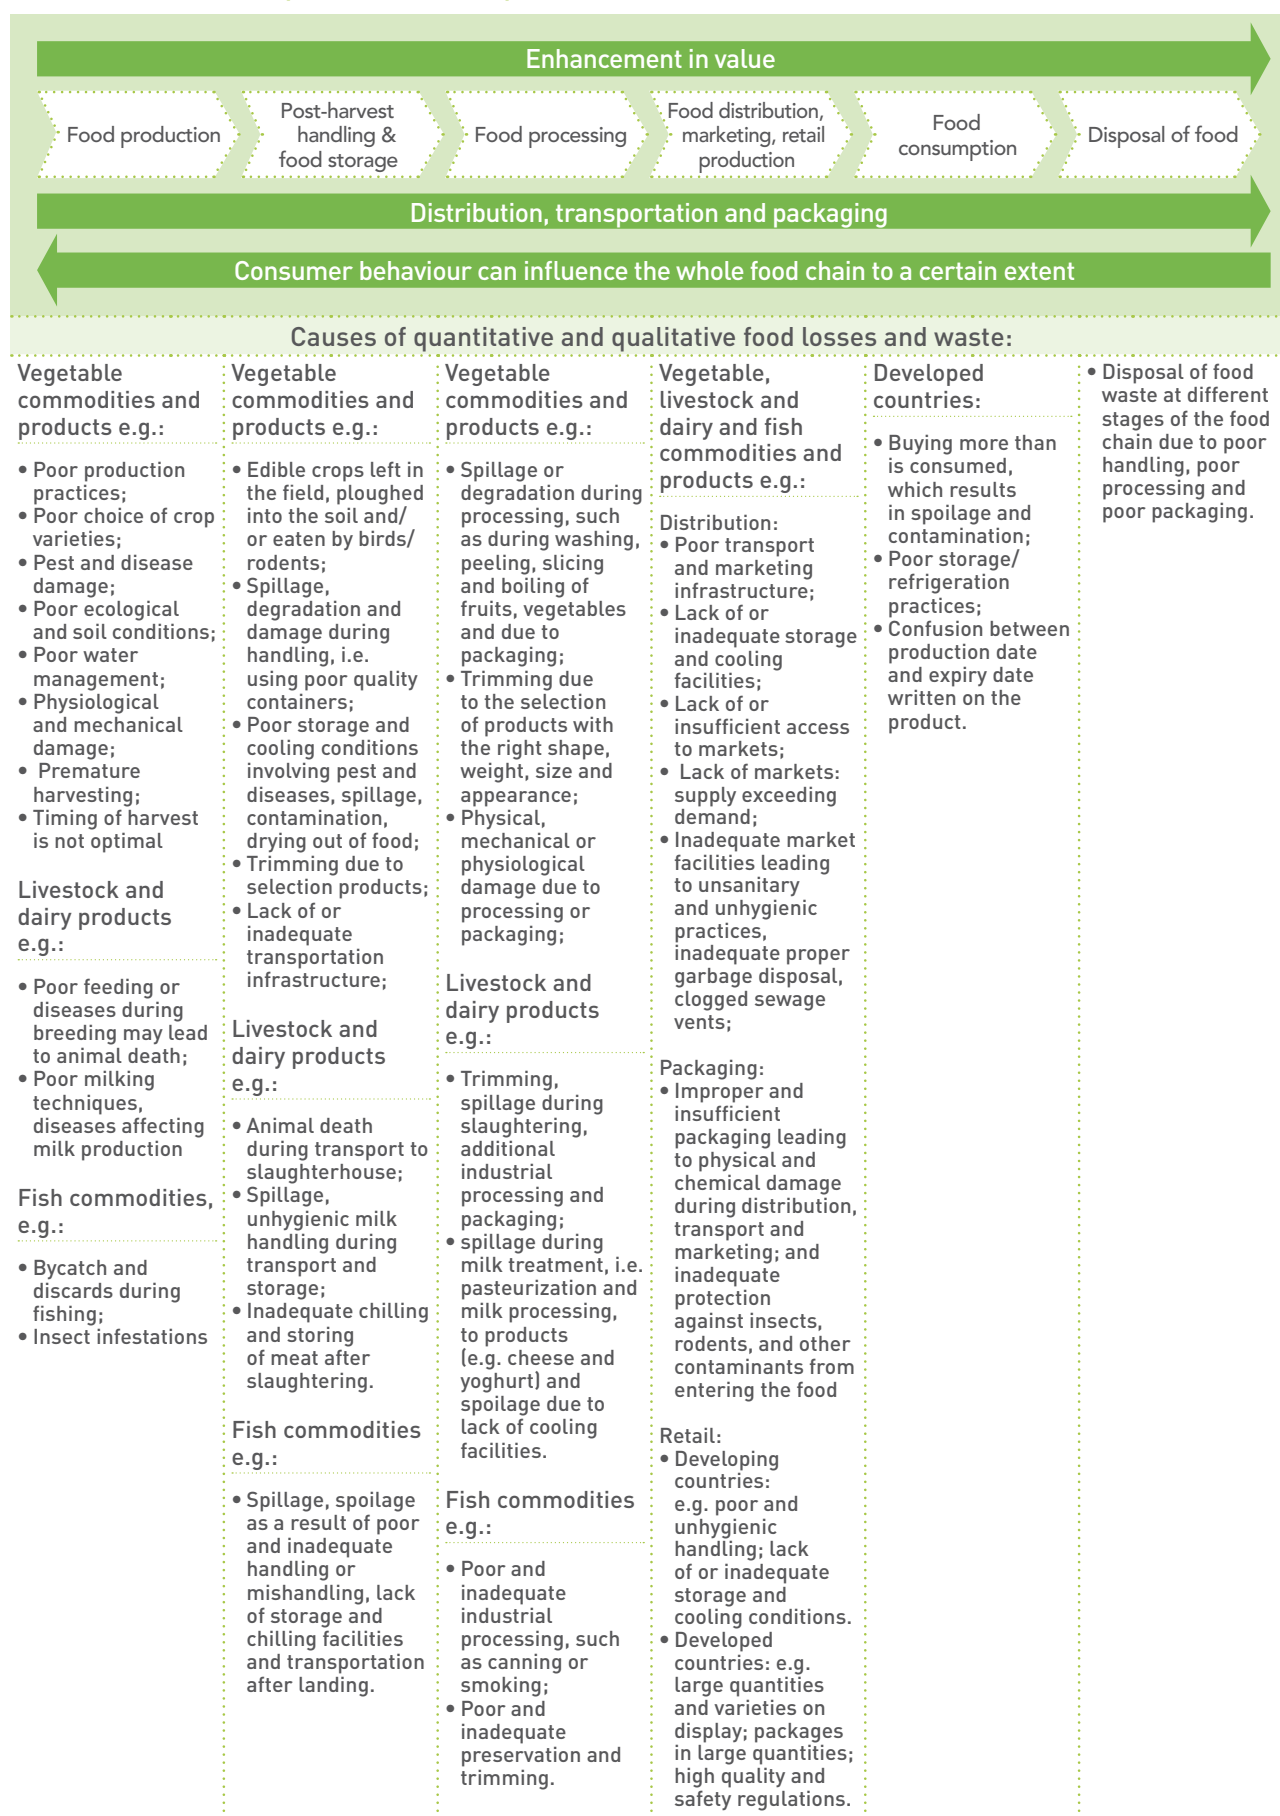 Enhancement in value
Food production
Post-harvest
handling &
food storage
Food processing
Food distribution,
marketing, retail
production
Food
consumption
Disposal of food
Distribution, transportation and packaging
Consumer behaviour can influence the whole food chain to a certain extent
Causes of quantitative and qualitative food losses and waste:
Vegetable
commodities and
products e.g.:
• Poor production
practices;
• Poor choice of crop
varieties;
• Pest and disease
damage;
• Poor ecological
and soil conditions;
• Poor water
management;
• Physiological
and mechanical
damage;
• Premature
harvesting;
• Timing of harvest
is not optimal
Livestock and
dairy products
e.g.:
• Poor feeding or
diseases during
breeding may lead
to animal death;
• Poor milking
techniques,
diseases affecting
milk production
Fish commodities,
e.g.:
• Bycatch and
discards during
fishing;
• Insect infestations
Vegetable
commodities and
products e.g.:
• Edible crops left in
the field, ploughed
into the soil and/
or eaten by birds/
rodents;
• Spillage,
degradation and
damage during
handling, i.e.
using poor quality
containers;
• Poor storage and
cooling conditions
involving pest and
diseases, spillage,
contamination,
drying out of food;
• Trimming due to
selection products;
• Lack of or
inadequate
transportation
infrastructure;
Livestock and
dairy products
e.g.:
• Animal death
during transport to
slaughterhouse;
• Spillage,
unhygienic milk
handling during
transport and
storage;
• Inadequate chilling
and storing
of meat after
slaughtering.
Fish commodities
e.g.:
• Spillage, spoilage
as a result of poor
and inadequate
handling or
mishandling, lack
of storage and
chilling facilities
and transportation
after landing.
Vegetable
commodities and
products e.g.:
• Spillage or
degradation during
processing, such
as during washing,
peeling, slicing
and boiling of
fruits, vegetables
and due to
packaging;
• Trimming due
to the selection
of products with
the right shape,
weight, size and
appearance;
• Physical,
mechanical or
physiological
damage due to
processing or
packaging;
Livestock and
dairy products
e.g.:
• Trimming,
spillage during
slaughtering,
additional
industrial
processing and
packaging;
• spillage during
milk treatment, i.e.
pasteurization and
milk processing,
to products
(e.g. cheese and
yoghurt) and
spoilage due to
lack of cooling
facilities.
Fish commodities
e.g.:
• Poor and
inadequate
industrial
processing, such
as canning or
smoking;
• Poor and
inadequate
preservation and
trimming.
Vegetable,
livestock and
dairy and fish
commodities and
products e.g.:
Distribution:
• Poor transport
and marketing
infrastructure;
• Lack of or
inadequate storage
and cooling
facilities;
• Lack of or
insufficient access
to markets;
• Lack of markets:
supply exceeding
demand;
• Inadequate market
facilities leading
to unsanitary
and unhygienic
practices,
inadequate proper
garbage disposal,
clogged sewage
vents;
Packaging:
• Improper and
insufficient
packaging leading
to physical and
chemical damage
during distribution,
transport and
marketing; and
inadequate
protection
against insects,
rodents, and other
contaminants from
entering the food
Retail:
• Developing
countries:
e.g. poor and
unhygienic
handling; lack
of or inadequate
storage and
cooling conditions.
• Developed
countries: e.g.
large quantities
and varieties on
display; packages
in large quantities;
high quality and
safety regulations.
Developed
countries:
• Buying more than
is consumed,
which results
in spoilage and
contamination;
• Poor storage/
refrigeration
practices;
• Confusion between
production date
and expiry date
written on the
product.
• Disposal of food
waste at different
stages of the food
chain due to poor
handling, poor
processing and
poor packaging.